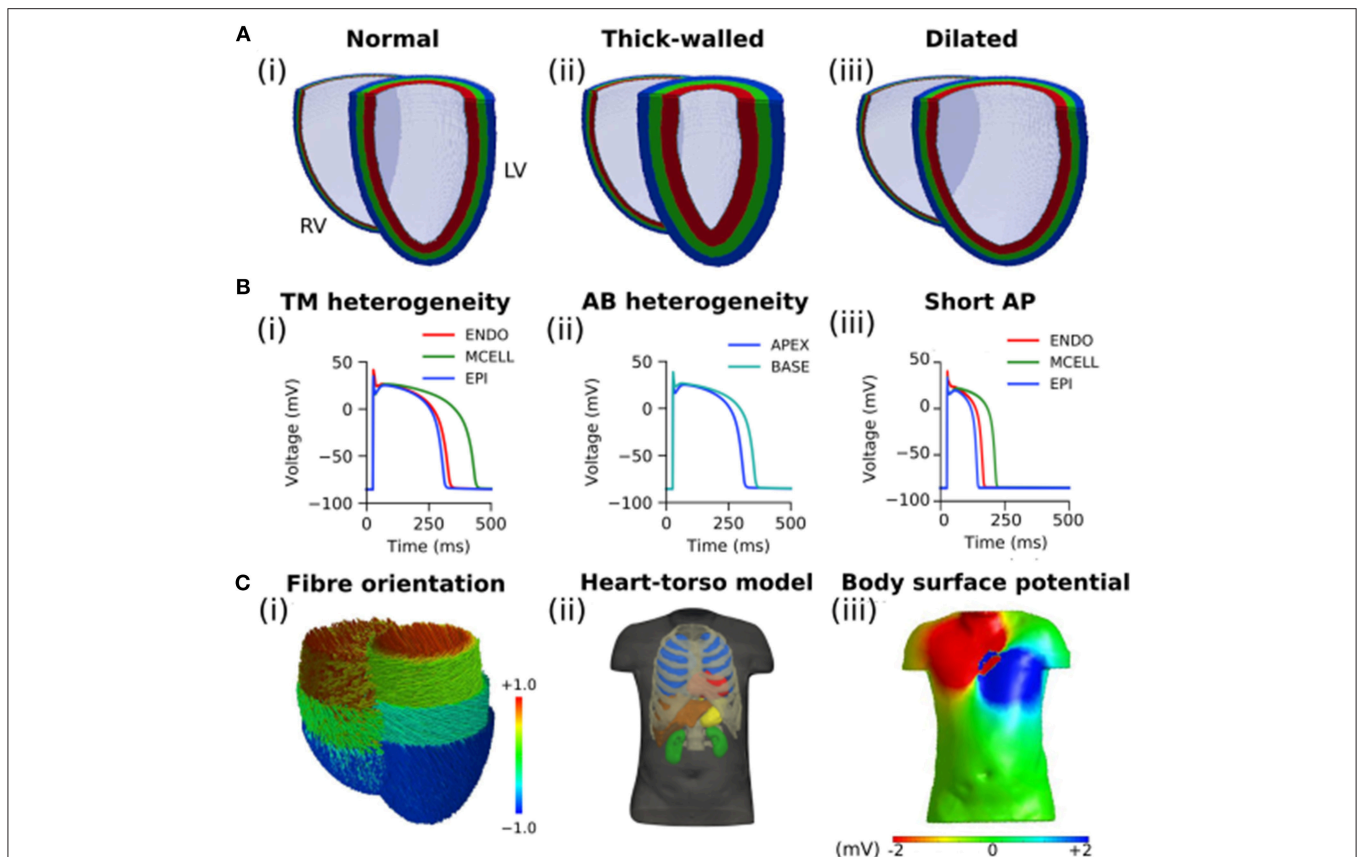 A
Normal
Thick-walled
Dilated
(i)
(ii)
(iii)
LV
RV
B
TM heterogeneity
AB heterogeneity
Short AP
(i)
ENDO
MCELL
EPI
50
0
−50
−100
Voltage (mV)
0
250
500
Time (ms)
(ii)
APEX
BASE
50
0
−50
−100
Voltage (mV)
0
250
500
Time (ms)
(iii)
ENDO
MCELL
EPI
50
0
−50
−100
Voltage (mV)
0
250
500
Time (ms)
C
Fibre orientation
Heart-torso model
Body surface potential
(i)
+1.0
−1.0
(ii)
(iii)
(mV)
-2
0
+2